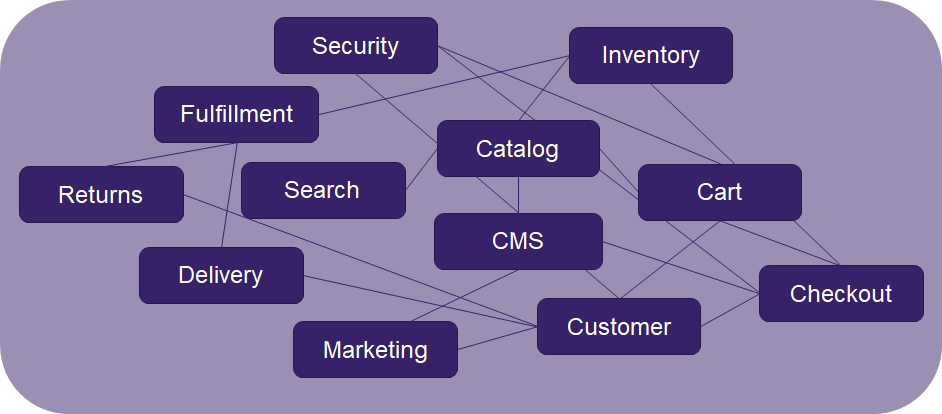 Security
Inventory
Fulfillment
Catalog
Returns
Search
Cart
CMS
Delivery
Checkout
Customer
Marketing